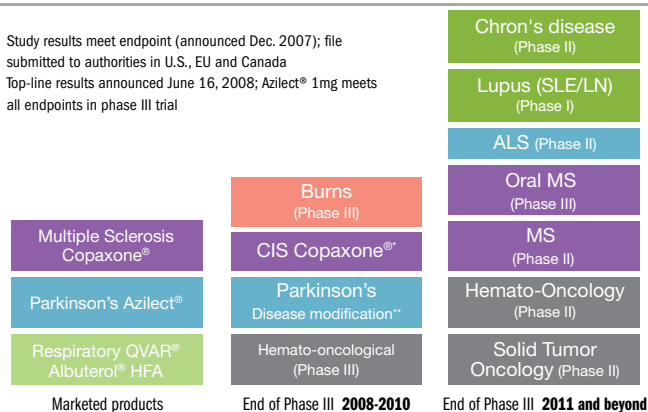 Study results meet endpoint (announced Dec. 2007); file
submitted to authorities in U.S., EU and Canada
Top-line results announced June 16, 2008; Azilect® 1mg meets
all endpoints in phase III trial
Multiple Sclerosis
Copaxone®
Parkinson's Azilect®
Respiratory QVAR®
Albuterol® HFA
Marketed products
Burns
(Phase III)
CIS Copaxone®*
Parkinson's
Disease modification**
Hemato-oncological
(Phase III)
End of Phase III 2008-2010
Chron's disease
(Phase II)
Lupus (SLE/LN)
(Phase I)
ALS (Phase II)
Oral MS
(Phase III)
MS
(Phase II)
Hemato-Oncology
(Phase II)
Solid Tumor
Oncology (Phase II)
End of Phase III 2011 and beyond